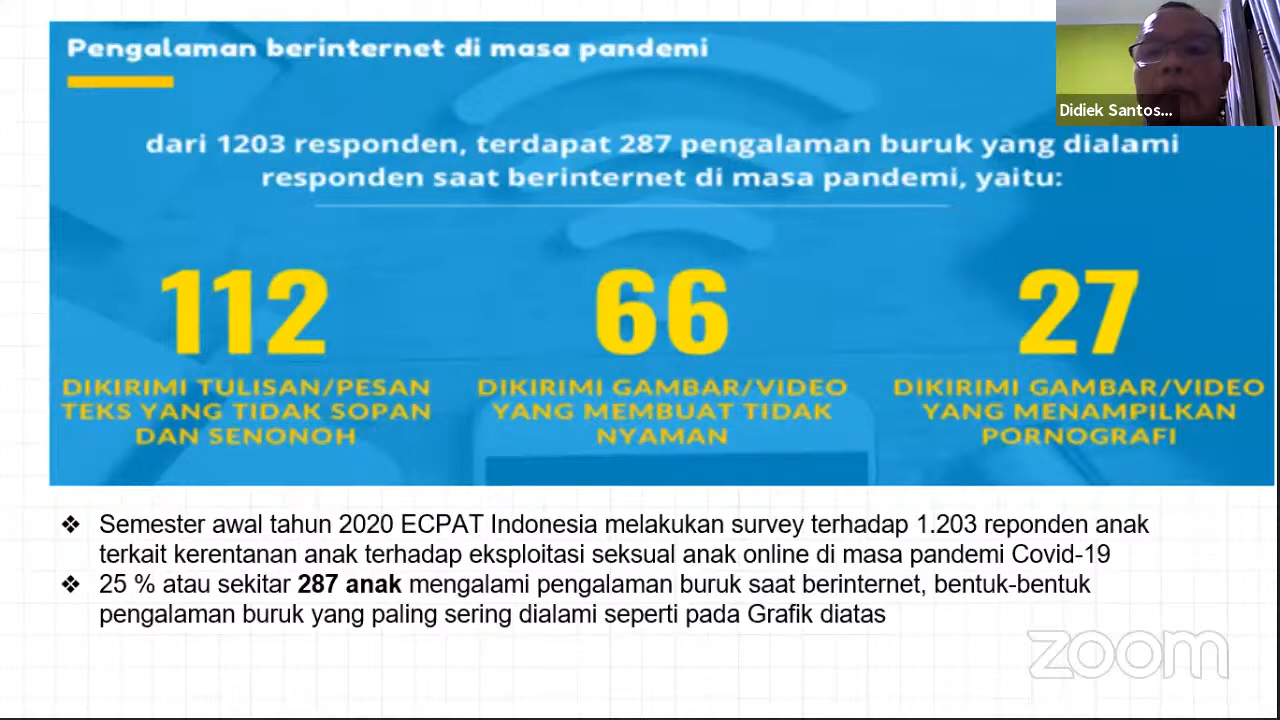 Pengalaman berinternet di masa pandemi
Didiek Santos...
dari 1203 responden, terdapat 287 pengalaman buruk yang dialami
responden saat berinternet di masa pandemi, yaitu:
112
DIKIRIMI TULISAN/PESAN
TEKS YANG TIDAK SOPAN
DAN SENONOH
66
DIKIRIMI GAMBAR/VIDEO
YANG MEMBUAT TIDAK
NYAMAN
27
DIKIRIMI GAMBAR/VIDEO
YANG MENAMPILKAN
PORNOGRAFI
❖ Semester awal tahun 2020 ECPAT Indonesia melakukan survey terhadap 1.203 reponden anak
terkait kerentanan anak terhadap eksploitasi seksual anak online di masa pandemi Covid-19
❖ 25 % atau sekitar 287 anak mengalami pengalaman buruk saat berinternet, bentuk-bentuk
pengalaman buruk yang paling sering dialami seperti pada Grafik diatas
zoom